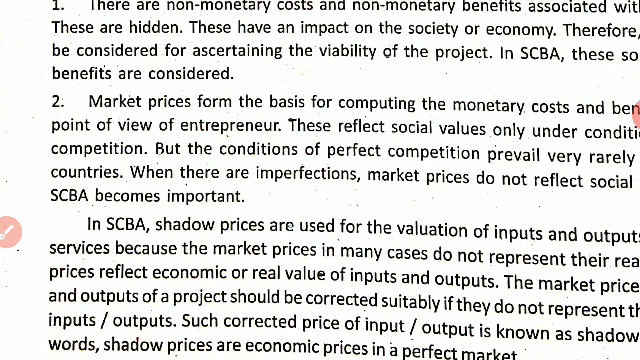 1. There are non-monetary costs and non-monetary benefits associated
These are hidden. These have an impact on the society or economy. Therefore,
be considered for ascertaining the viability of the project. In SCBA, these
benefits are considered.
2. Market prices form the basis for computing the monetary costs and
point of view of entrepreneur. These reflect social values only under
competition. But the conditions of perfect competition prevail very rarely
countries. When there are imperfections, market prices do not reflect social
SCBA becomes important.
In SCBA, shadow prices are used for the valuation of inputs and
services because the market prices in many cases do not represent their
prices reflect economic or real value of inputs and outputs. The market
and outputs of a project should be corrected suitably if they do not represent
inputs / outputs. Such corrected price of input / output is known as shadow
words, shadow prices are economic prices in a perfect market